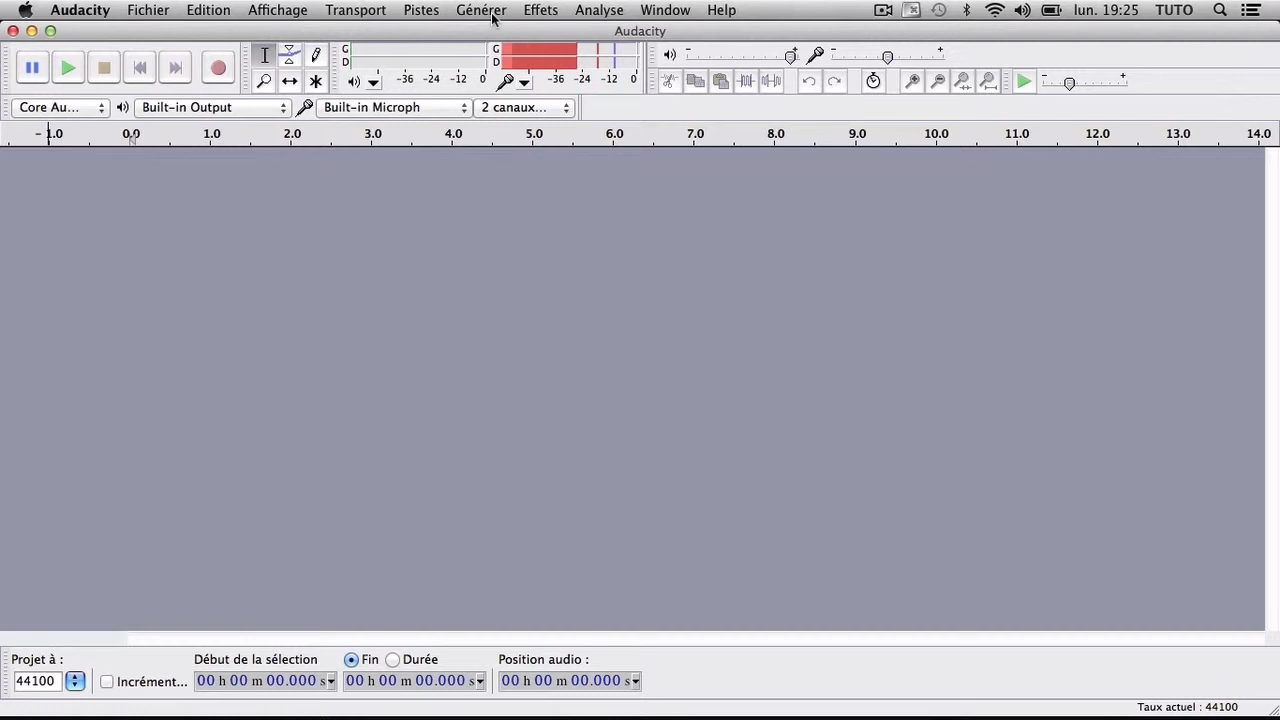 Audacity Fichier Edition Affichage Transport Pistes Générer Effets Analyse Window Help lun. 19:25 TUTO
Audacity
G G
D D
-36 -24 -12 0 -36 -24 -12 0
Core Au... Built-in Output Built-in Microph 2 canaux...
- 1.0 0.0 1.0 2.0 3.0 4.0 5.0 6.0 7.0 8.0 9.0 10.0 11.0 12.0 13.0 14.0
Projet à : Début de la sélection Fin Durée Position audio :
44100 Incrément... 00 h 00 m 00.000 s 00 h 00 m 00.000 s 00 h 00 m 00.000 s
Taux actuel : 44100